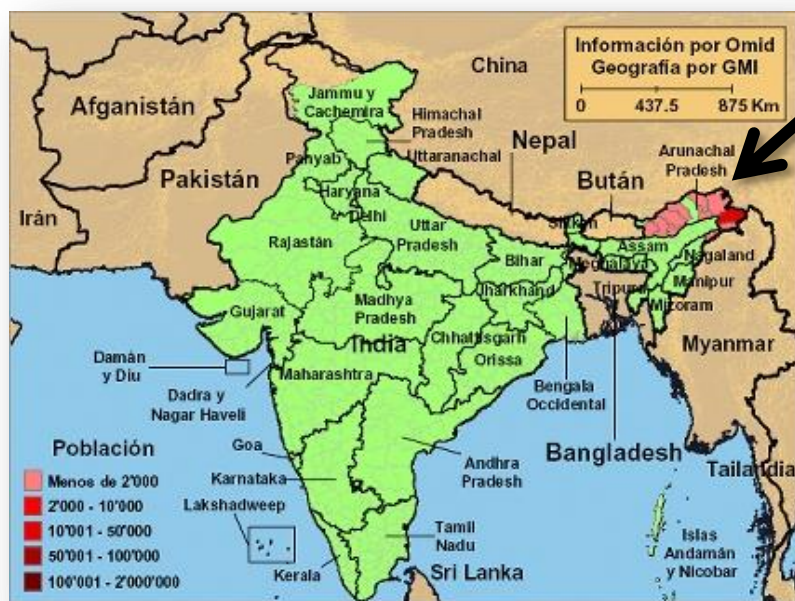 Información por Omid
Geografía por GMI
0 437.5 875 Km
China
Afganistán
Jammu y
Cachemira
Himachal
Pradesh
Uttaranachal
Nepal
Arunachal
Pradesh
Bután
Pakistán
Panyab
Haryana
Delhi
Irán
Rajastán
Uttar
Pradesh
Sikkim
Assam
Nagaland
Bihar
Meghalaya
Manipur
Tripura
Mizoram
Jharkhand
Gujarat
Madhya
Pradesh
India
Chhattisgarh
Orissa
Myanmar
Damán
y Diu
Maharashtra
Dadra y
Nagar Haveli
Bengala
Occidental
Bangladesh
Goa
Karnataka
Andhra
Pradesh
Tailandia
Lakshadweep
Tamil
Nadu
Kerala
Sri Lanka
Islas
Andamán
y Nicobar
Población
Menos de 2'000
2'000 - 10'000
10'001 - 50'000
50'001 - 100'000
100'001 - 2'000'000